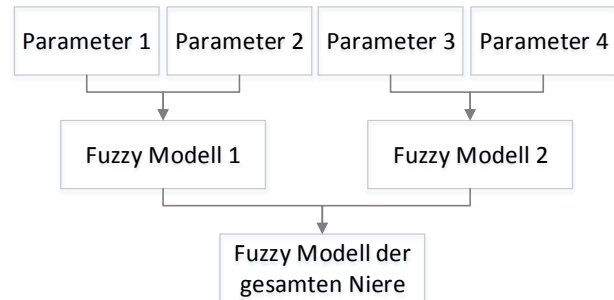 Parameter 1
Parameter 2
Parameter 3
Parameter 4
Fuzzy Modell 1
Fuzzy Modell 2
Fuzzy Modell der
gesamten Niere